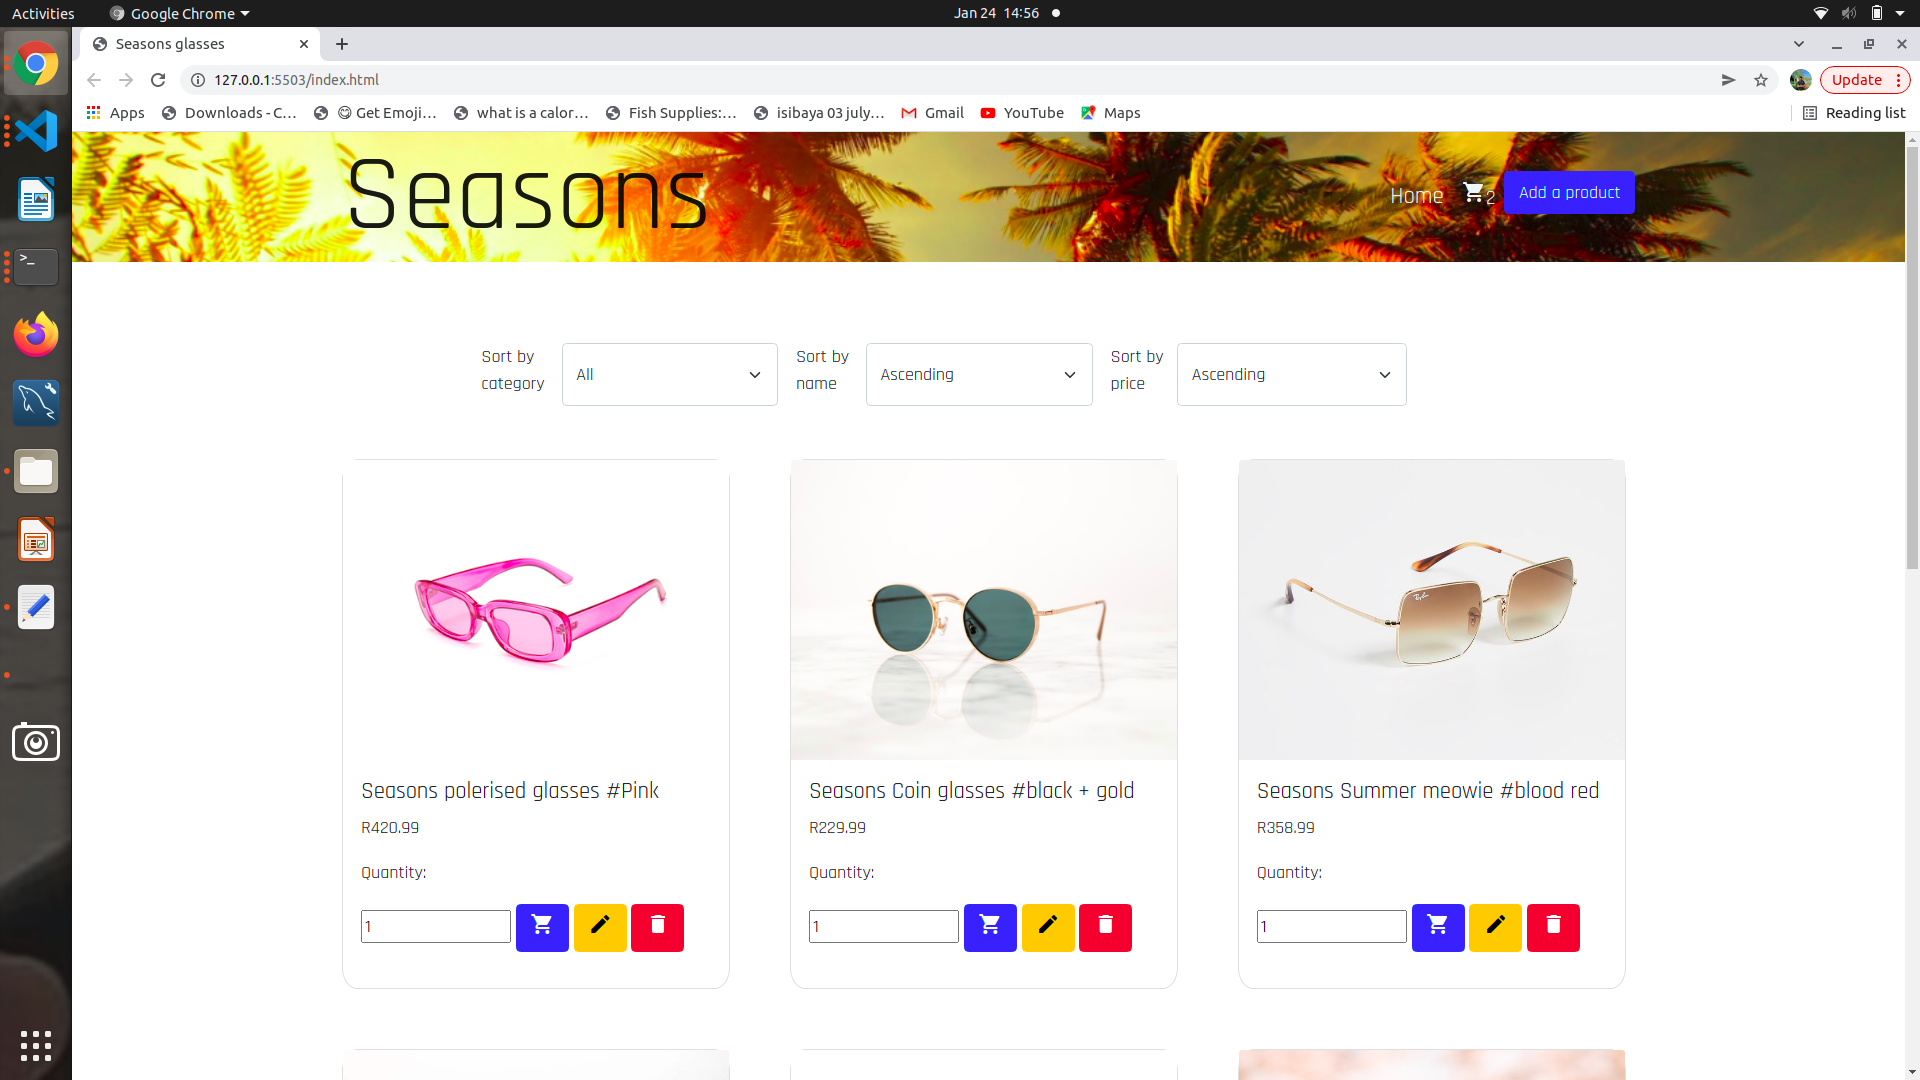 Activities
Google Chrome
Jan 24 14:56
Seasons glasses
127.0.0.1:5503/index.html
Update
Apps
Downloads - C...
😋 Get Emoji...
what is a calor...
Fish Supplies:...
isibaya 03 july...
Gmail
YouTube
Maps
Reading list
Seasons
Home
2
Add a product
Sort by
category
All
Sort by
name
Ascending
Sort by
price
Ascending
Ray-Ban
Seasons polerised glasses #Pink
R420.99
Quantity:
1
Seasons Coin glasses #black + gold
R229.99
Quantity:
1
Seasons Summer meowie #blood red
R358.99
Quantity:
1